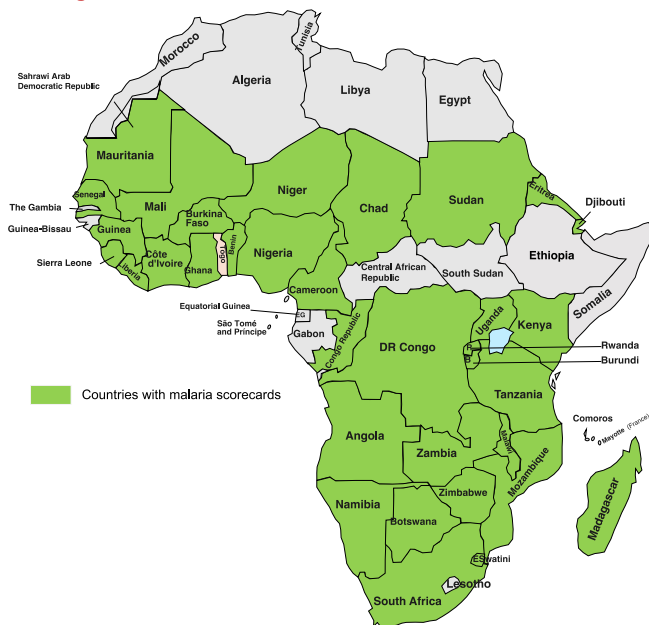 Morocco
Tunisia
Algeria
Libya
Egypt
Sahrawi Arab
Democratic Republic
Mauritania
Mali
Niger
Chad
Sudan
Eritrea
Djibouti
Senegal
The Gambia
Guinea-Bissau
Guinea
Burkina
Faso
Sierra Leone
Liberia
Côte
d'Ivoire
Ghana
Togo
Benin
Nigeria
Ethiopia
Central African
Republic
South Sudan
Somalia
Cameroon
Equatorial Guinea
EG
São Tomé
and Príncipe
Gabon
Congo Republic
DR Congo
Uganda
Kenya
R
Rwanda
B
Burundi
Countries with malaria scorecards
Tanzania
Comoros
Mayotte (France)
Angola
Zambia
Malawi
Mozambique
Madagascar
Zimbabwe
Namibia
Botswana
ESwatini
Lesotho
South Africa